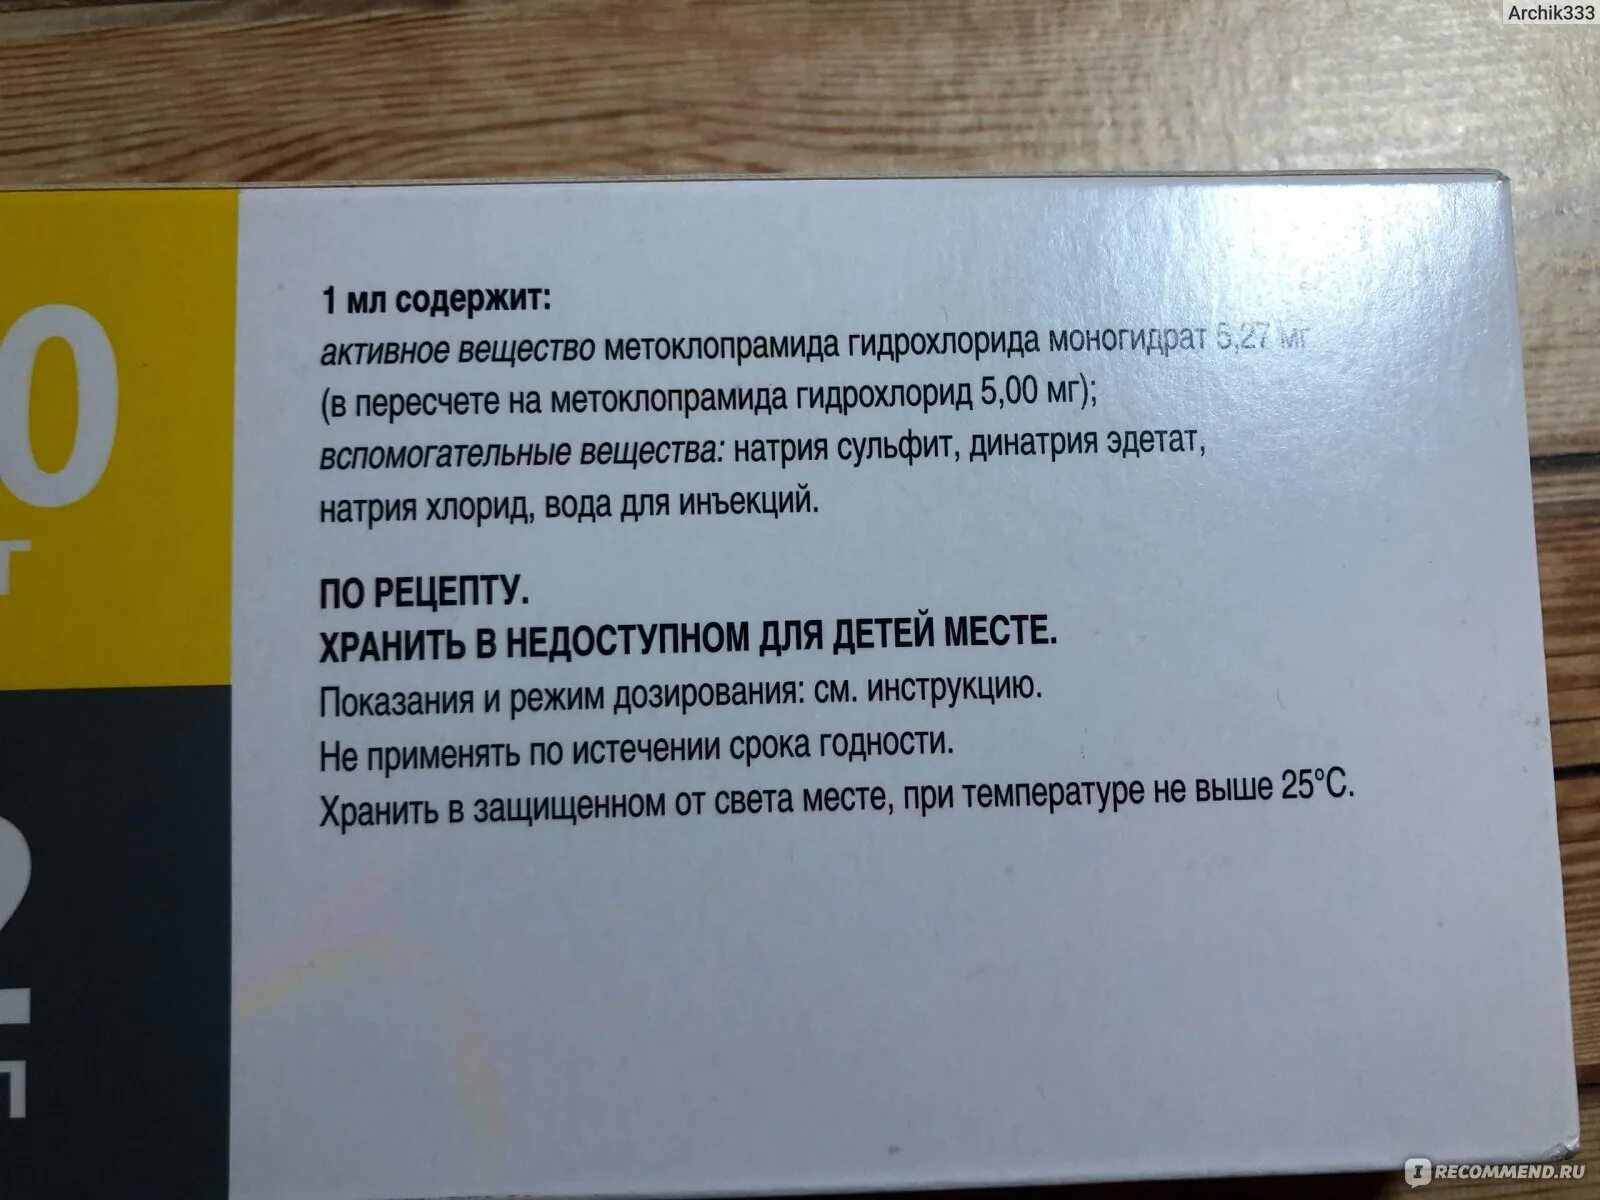 Archik333
0
т
2
л
1 мл содержит:
активное вещество метоклопрамида гидрохлорида моногидрат 5,27 мг
(в пересчете на метоклопрамида гидрохлорид 5,00 мг);
вспомогательные вещества: натрия сульфит, динатрия эдетат,
натрия хлорид, вода для инъекций.
ПО РЕЦЕПТУ.
ХРАНИТЬ В НЕДОСТУПНОМ ДЛЯ ДЕТЕЙ МЕСТЕ.
Показания и режим дозирования: см. инструкцию.
Не применять по истечении срока годности.
Хранить в защищенном от света месте, при температуре не выше 25°С.
RECOMMEND.RU